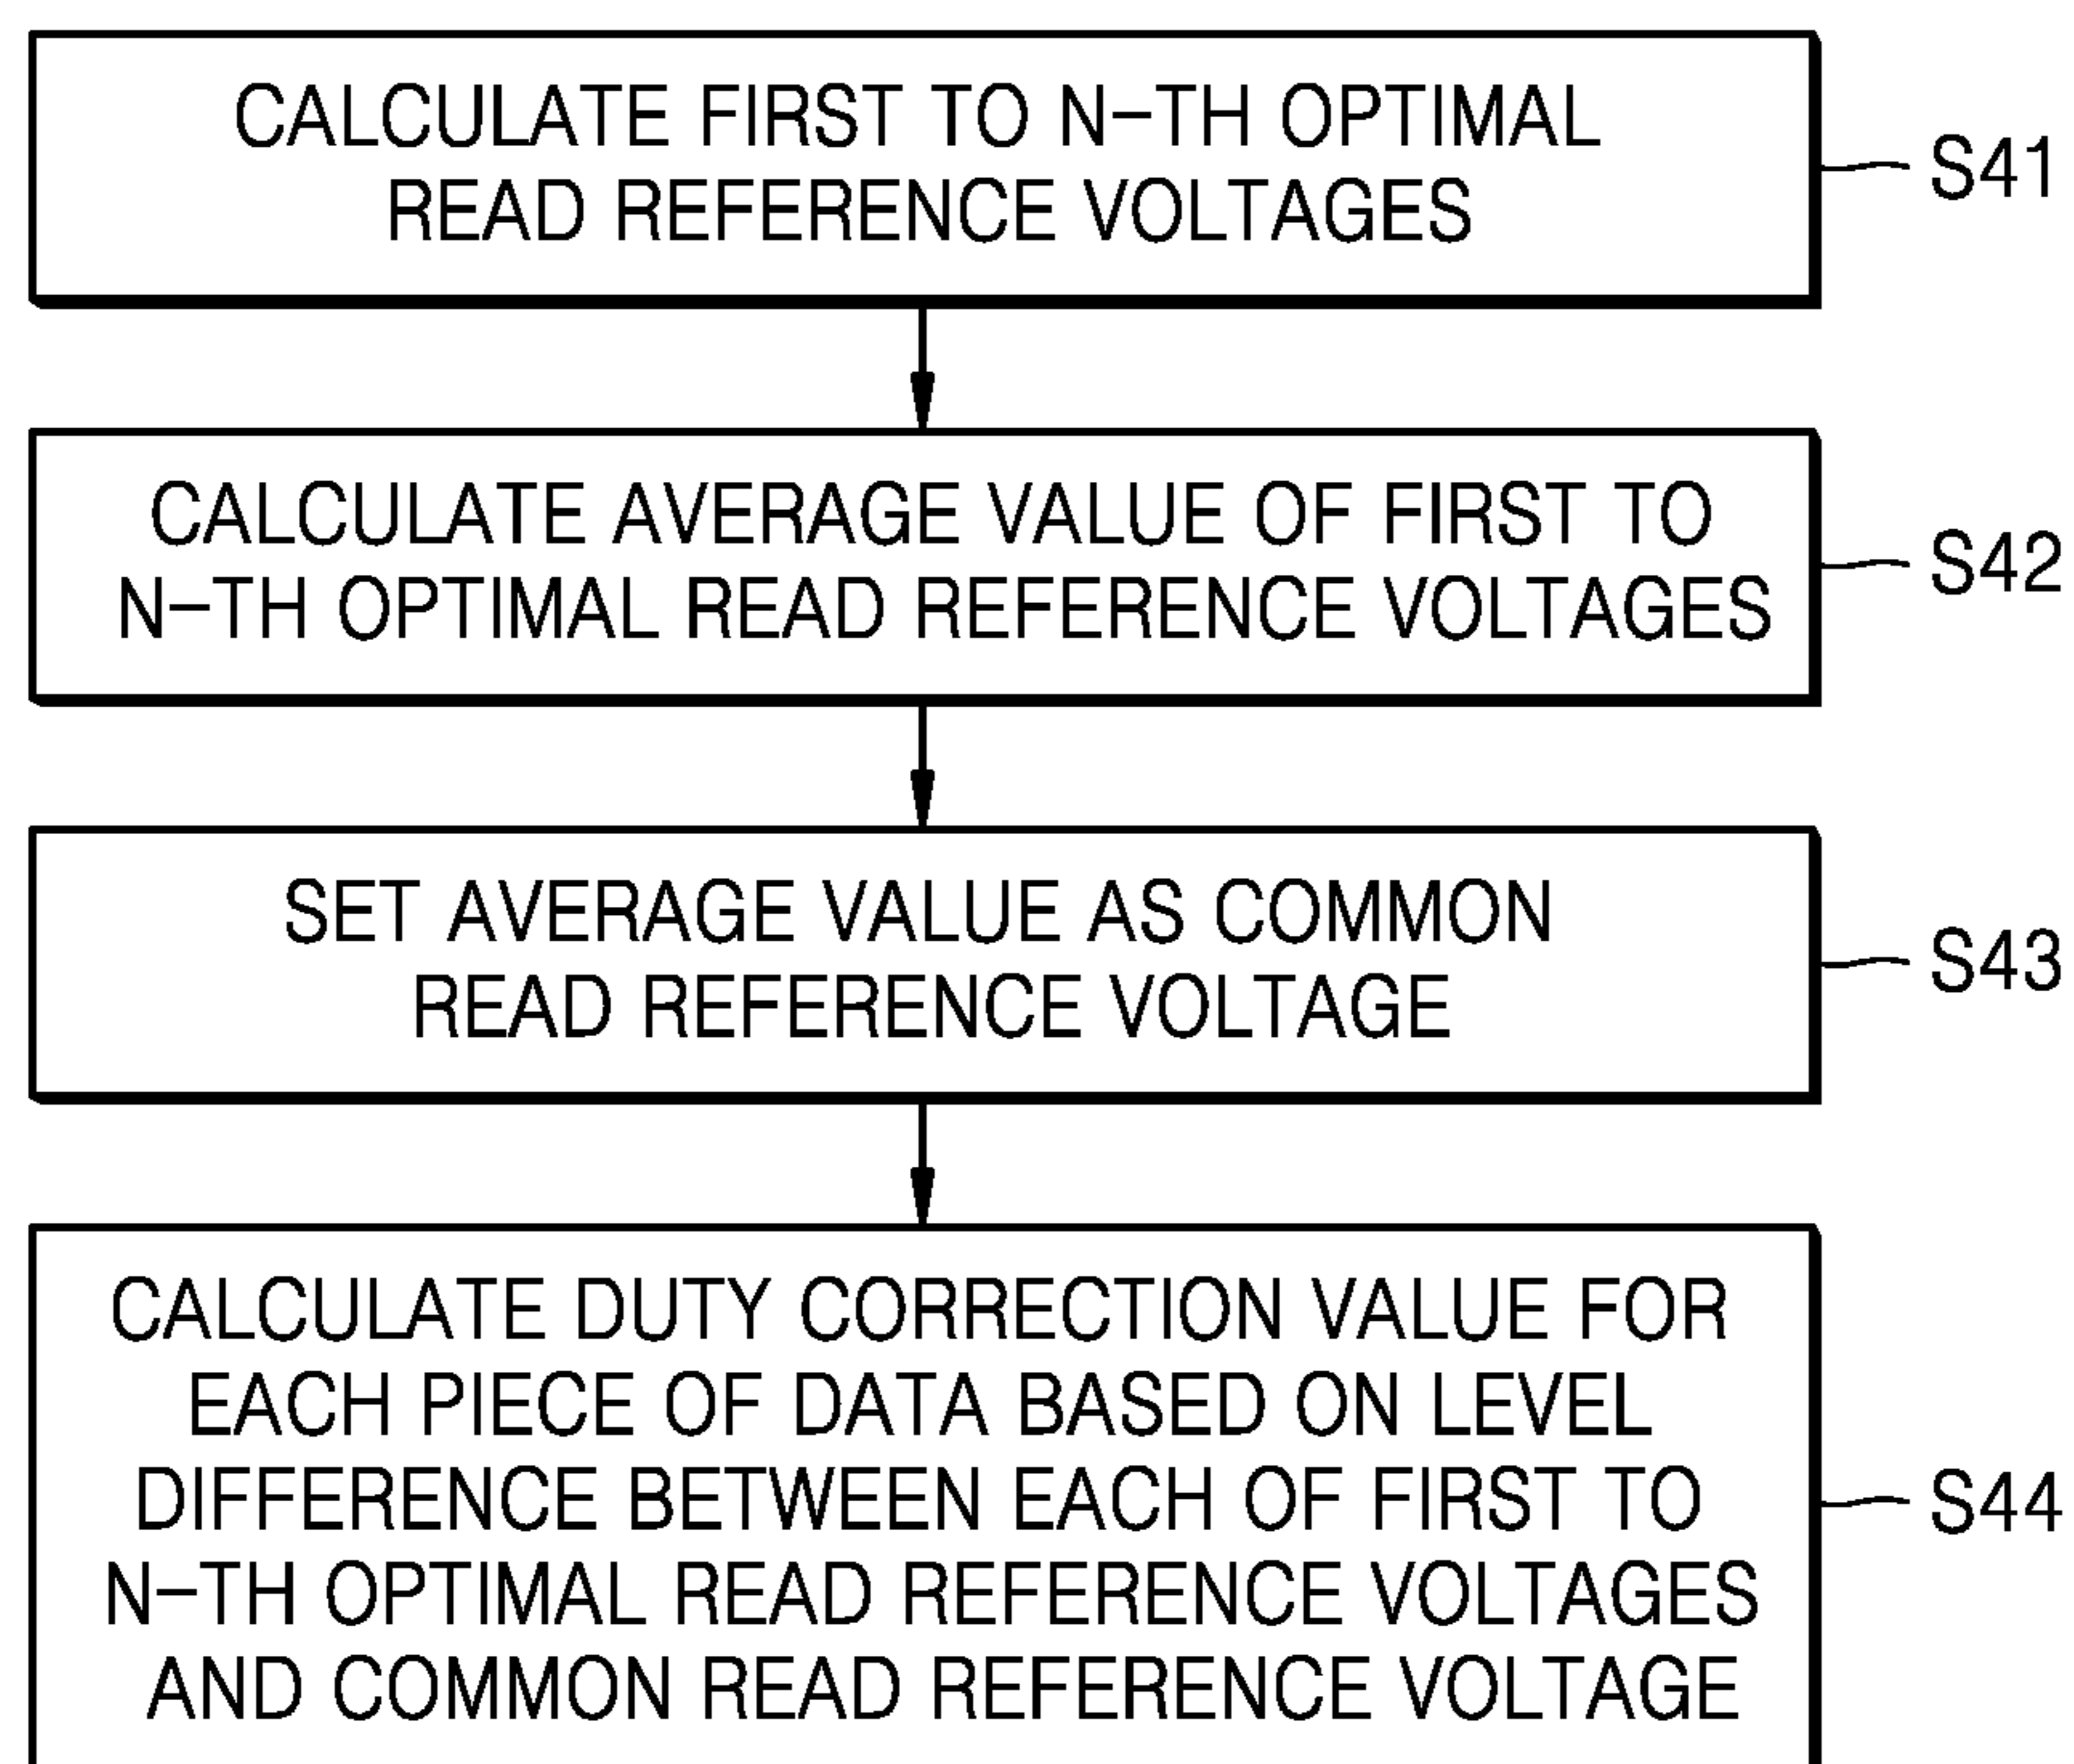 CALCULATE FIRST TO N-TH OPTIMAL
READ REFERENCE VOLTAGES
S41
CALCULATE AVERAGE VALUE OF FIRST TO
N-TH OPTIMAL READ REFERENCE VOLTAGES
S42
SET AVERAGE VALUE AS COMMON
READ REFERENCE VOLTAGE
S43
CALCULATE DUTY CORRECTION VALUE FOR
EACH PIECE OF DATA BASED ON LEVEL
DIFFERENCE BETWEEN EACH OF FIRST TO
N-TH OPTIMAL READ REFERENCE VOLTAGES
AND COMMON READ REFERENCE VOLTAGE
S44